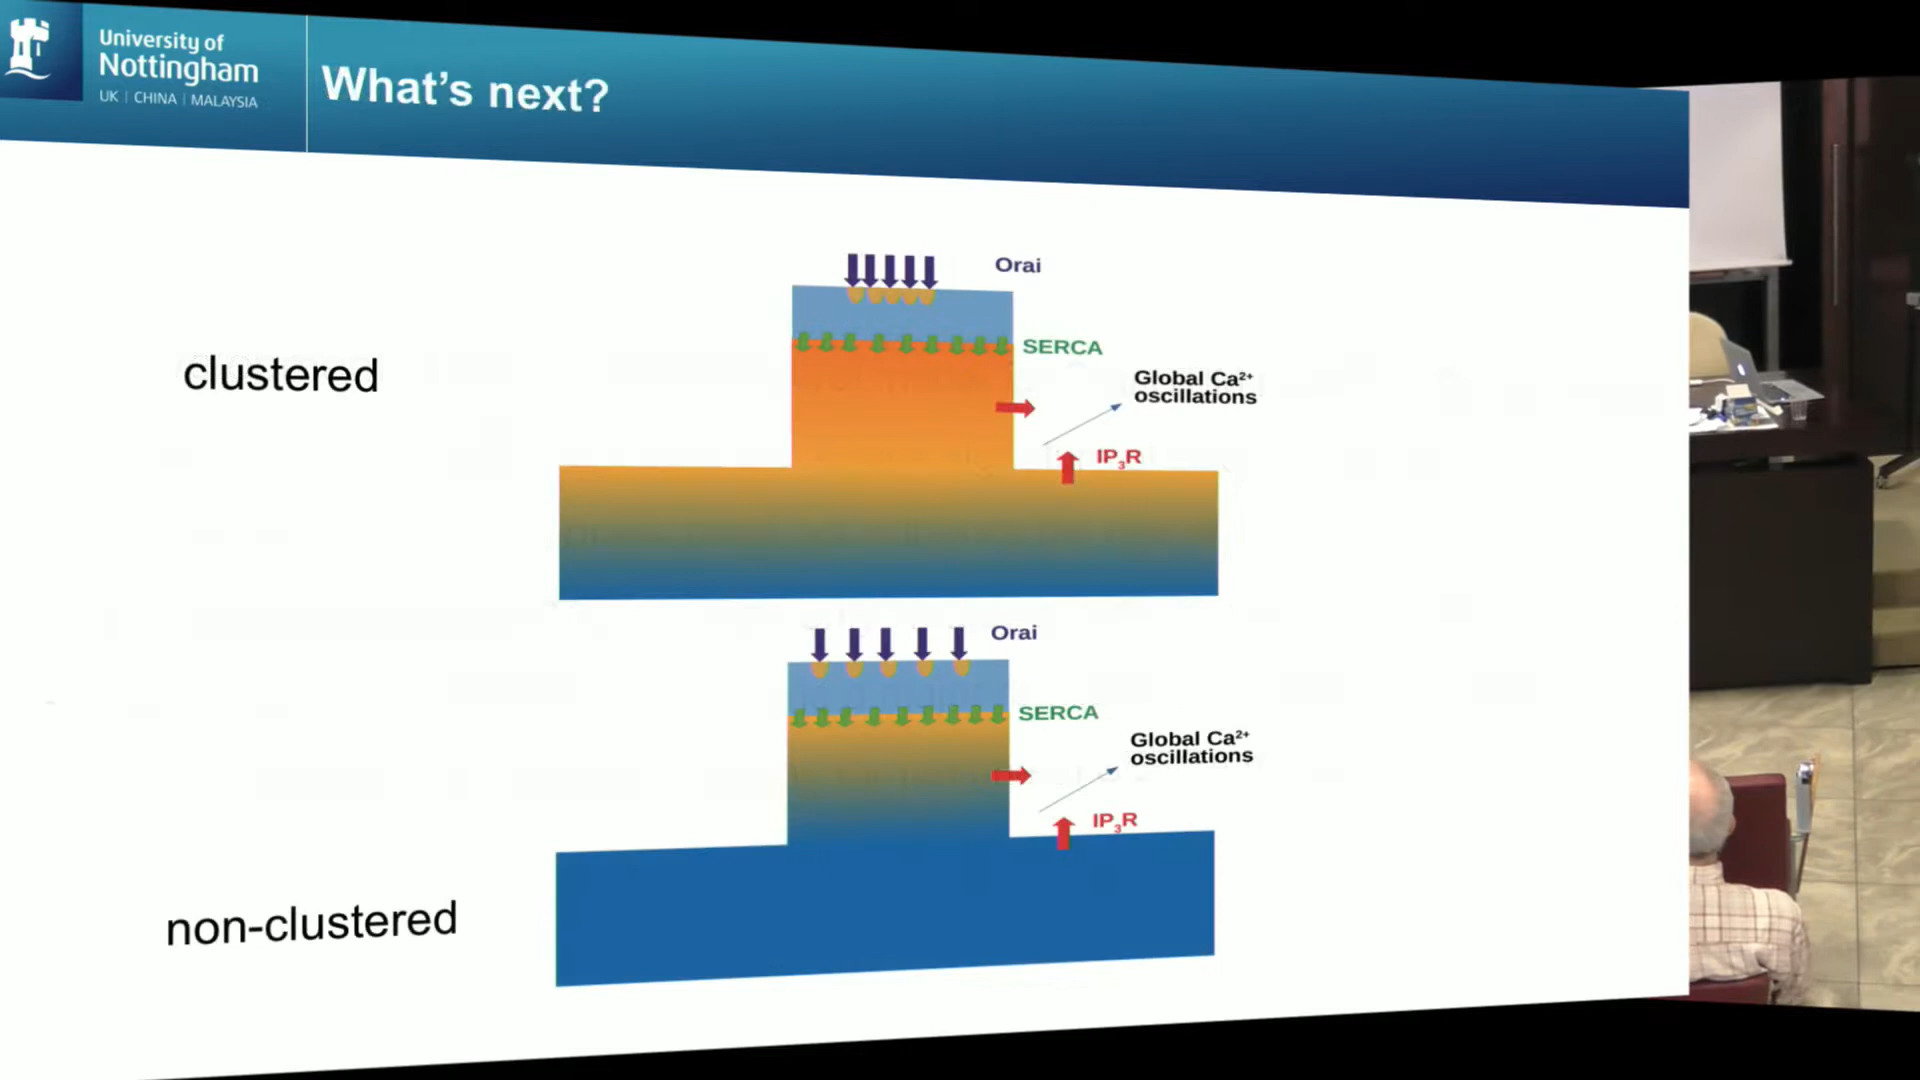 University of
Nottingham
UK | CHINA | MALAYSIA
What's next?
Orai
SERCA
clustered
Global Ca²⁺
oscillations
IP₃R
Orai
SERCA
Global Ca²⁺
oscillations
IP₃R
non-clustered